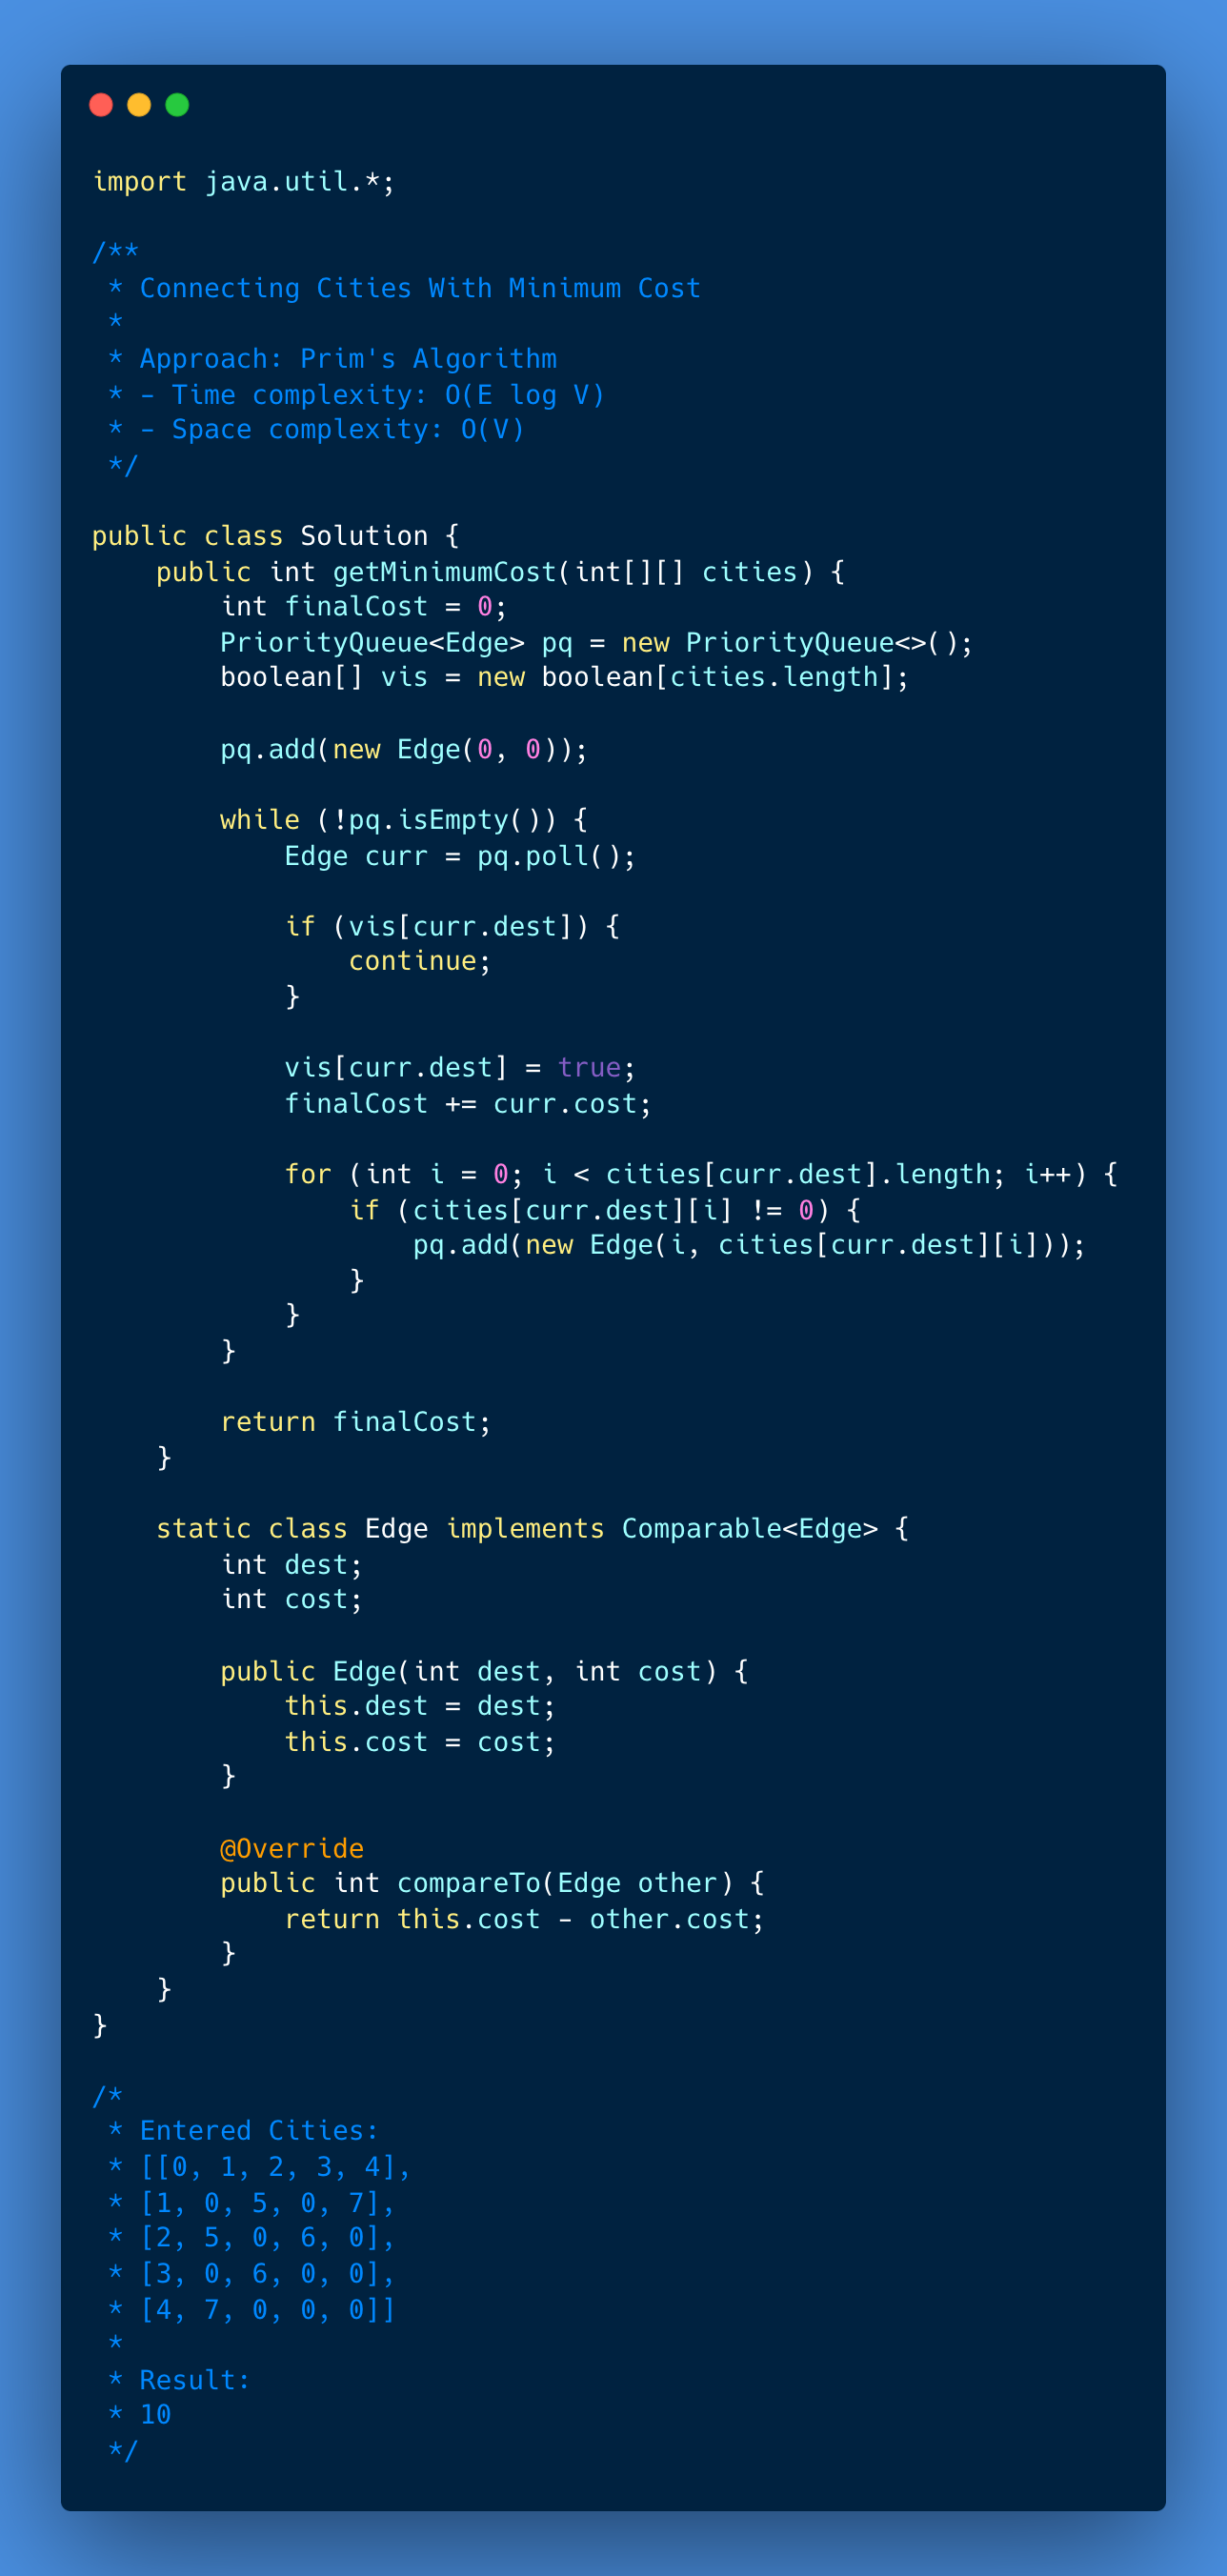 import java.util.*;

/**
 * Connecting Cities With Minimum Cost
 *
 * Approach: Prim's Algorithm
 * - Time complexity: O(E log V)
 * - Space complexity: O(V)
 */

public class Solution {
    public int getMinimumCost(int[][] cities) {
        int finalCost = 0;
        PriorityQueue<Edge> pq = new PriorityQueue<>();
        boolean[] vis = new boolean[cities.length];

        pq.add(new Edge(0, 0));

        while (!pq.isEmpty()) {
            Edge curr = pq.poll();

            if (vis[curr.dest]) {
                continue;
            }

            vis[curr.dest] = true;
            finalCost += curr.cost;

            for (int i = 0; i < cities[curr.dest].length; i++) {
                if (cities[curr.dest][i] != 0) {
                    pq.add(new Edge(i, cities[curr.dest][i]));
                }
            }
        }

        return finalCost;
    }

    static class Edge implements Comparable<Edge> {
        int dest;
        int cost;

        public Edge(int dest, int cost) {
            this.dest = dest;
            this.cost = cost;
        }

        @Override
        public int compareTo(Edge other) {
            return this.cost - other.cost;
        }
    }
}

/*
 * Entered Cities:
 * [[0, 1, 2, 3, 4],
 * [1, 0, 5, 0, 7],
 * [2, 5, 0, 6, 0],
 * [3, 0, 6, 0, 0],
 * [4, 7, 0, 0, 0]]
 *
 * Result:
 * 10
 */